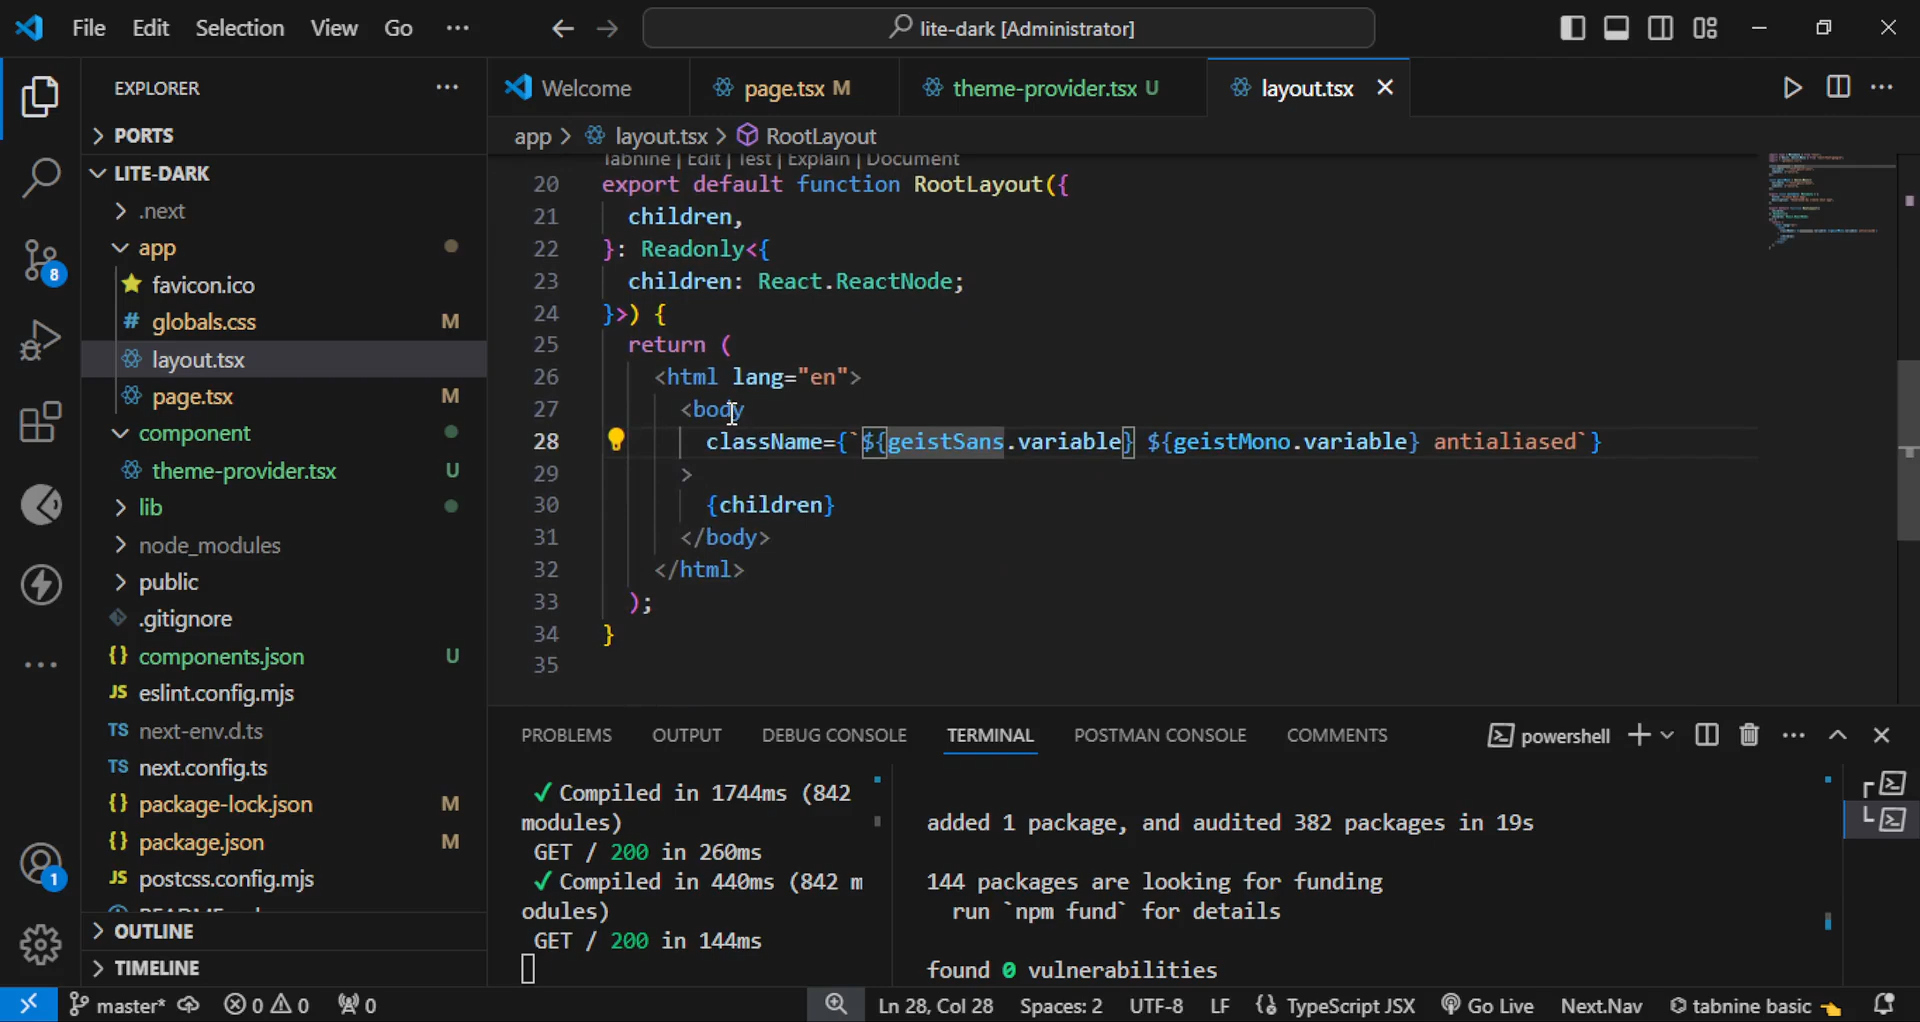 File Edit Selection View Go ···
lite-dark [Administrator]
EXPLORER ···
PORTS
LITE-DARK
.next
app
favicon.ico
# globals.css M
layout.tsx
page.tsx M
component
theme-provider.tsx U
lib
node_modules
public
.gitignore
{} components.json U
JS eslint.config.mjs
TS next-env.d.ts
TS next.config.ts
{} package-lock.json M
{} package.json M
JS postcss.config.mjs
OUTLINE
TIMELINE
8
1
Welcome page.tsx M theme-provider.tsx U layout.tsx
app > layout.tsx > RootLayout
Tabnine | Edit | Test | Explain | Document
20 export default function RootLayout({
21 children,
22 }: Readonly<{
23 children: React.ReactNode;
24 }>) {
25 return (
26 <html lang="en">
27 <body
28 className={`${geistSans.variable} ${geistMono.variable} antialiased`}
29 >
30 {children}
31 </body>
32 </html>
33 );
34 }
35
PROBLEMS OUTPUT DEBUG CONSOLE TERMINAL POSTMAN CONSOLE COMMENTS powershell
✓ Compiled in 1744ms (842
modules)
GET / 200 in 260ms
✓ Compiled in 440ms (842 m
odules)
GET / 200 in 144ms
added 1 package, and audited 382 packages in 19s
144 packages are looking for funding
run `npm fund` for details
found 0 vulnerabilities
master* 0 0 0 Ln 28, Col 28 Spaces: 2 UTF-8 LF {} TypeScript JSX Go Live Next.Nav tabnine basic